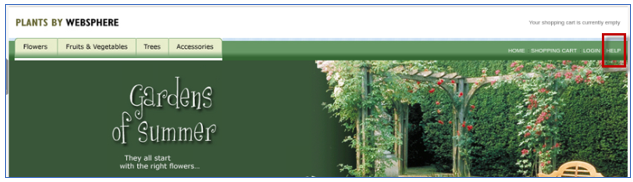 PLANTS BY WEBSPHERE
Your shopping cart is currently empty
Flowers Fruits & Vegetables Trees Accessories
HOME SHOPPING CART LOGIN HELP
Gardens
of Summer
They all start
with the right flowers...